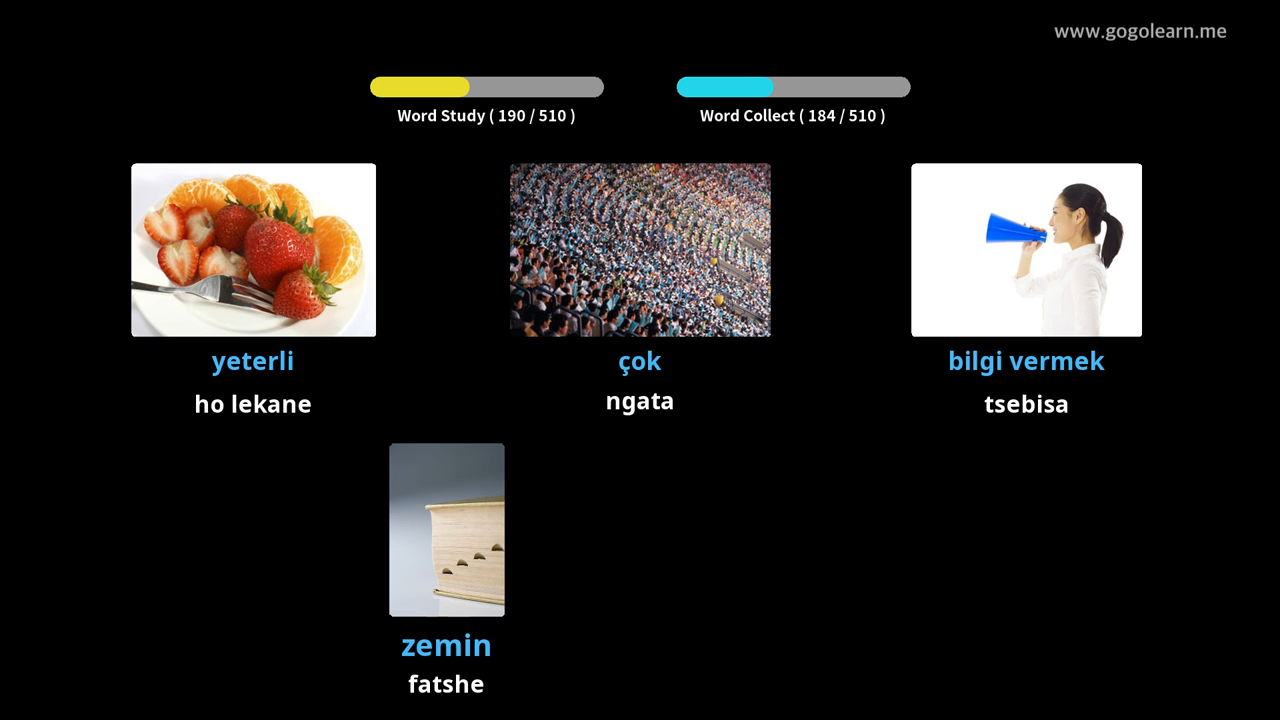 www.gogolearn.me
Word Study ( 190 / 510 )
Word Collect ( 184 / 510 )
yeterli
ho lekane
çok
ngata
bilgi vermek
tsebisa
zemin
fatshe